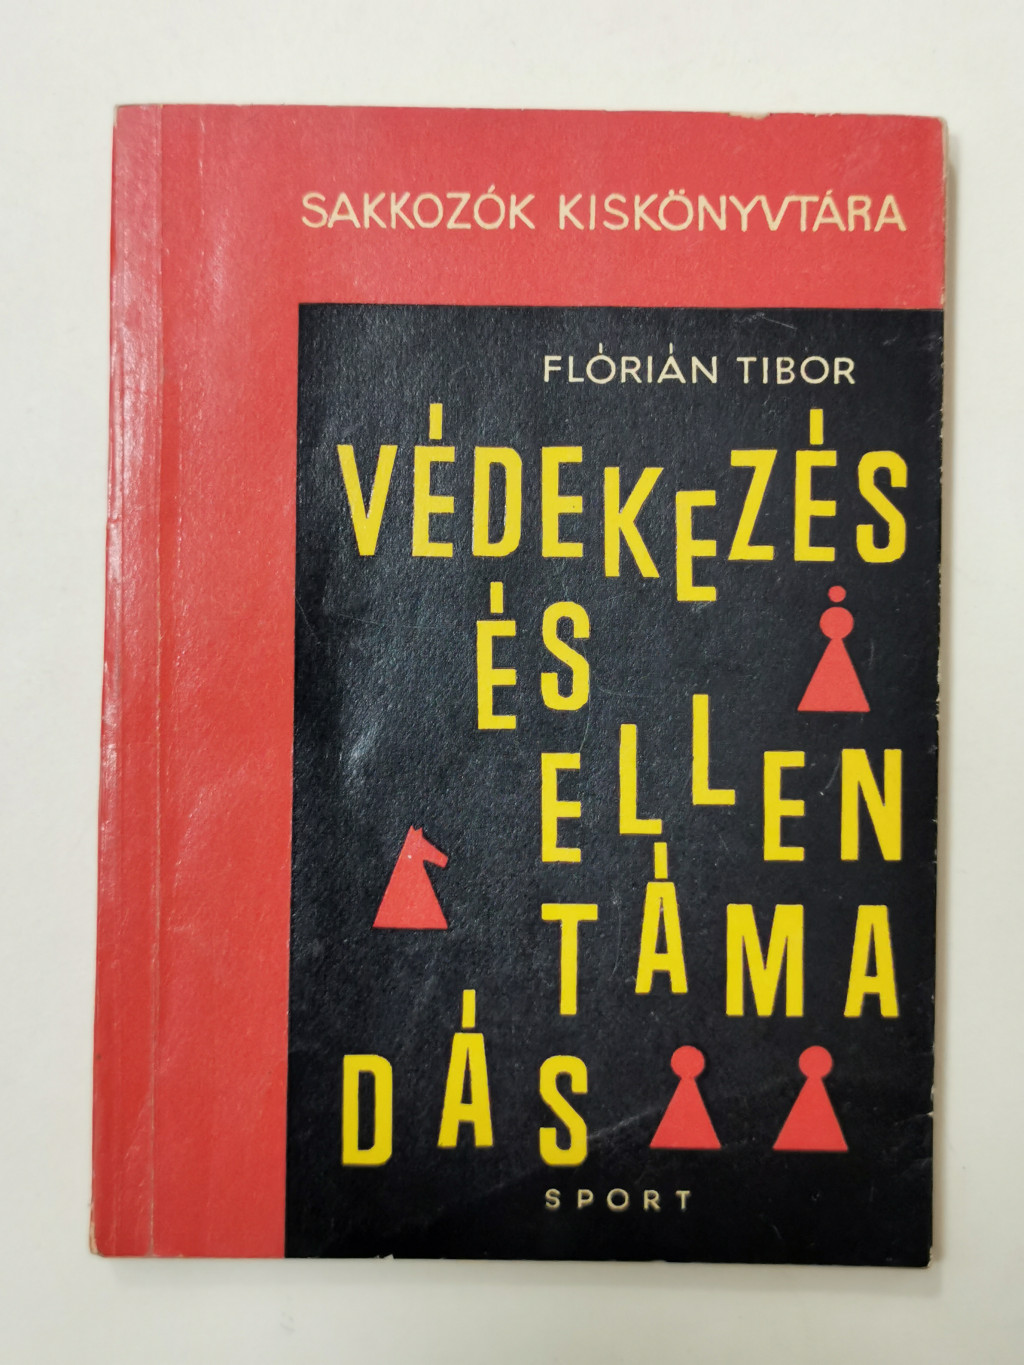 SAKKOZÓK KISKÖNYVTÁRA
FLÓRIÁN TIBOR
VÉDEKEZÉS
ÉS
ELLEN
TÁMA
DÁS
SPORT